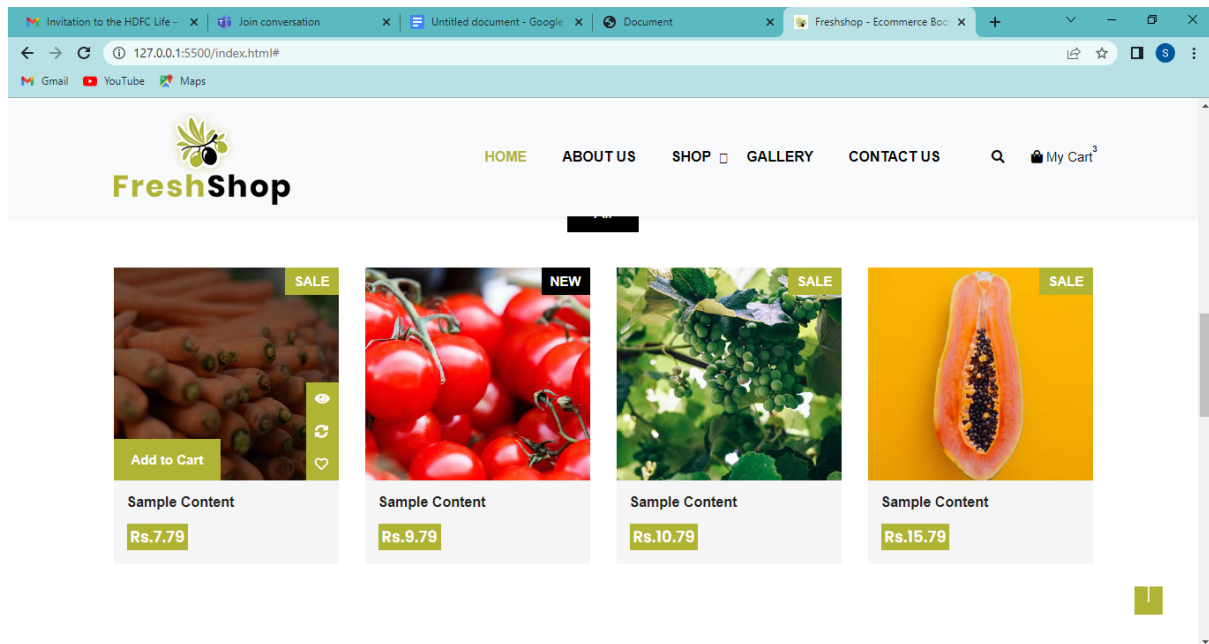 Invitation to the HDFC Life –
Join conversation
Untitled document - Google
Document
Freshshop - Ecommerce Boo
127.0.0.1:5500/index.html#
S
Gmail
YouTube
Maps
FreshShop
HOME
ABOUT US
SHOP
GALLERY
CONTACT US
My Cart 3
SALE
NEW
SALE
SALE
Add to Cart
Sample Content
Sample Content
Sample Content
Sample Content
Rs.7.79
Rs.9.79
Rs.10.79
Rs.15.79